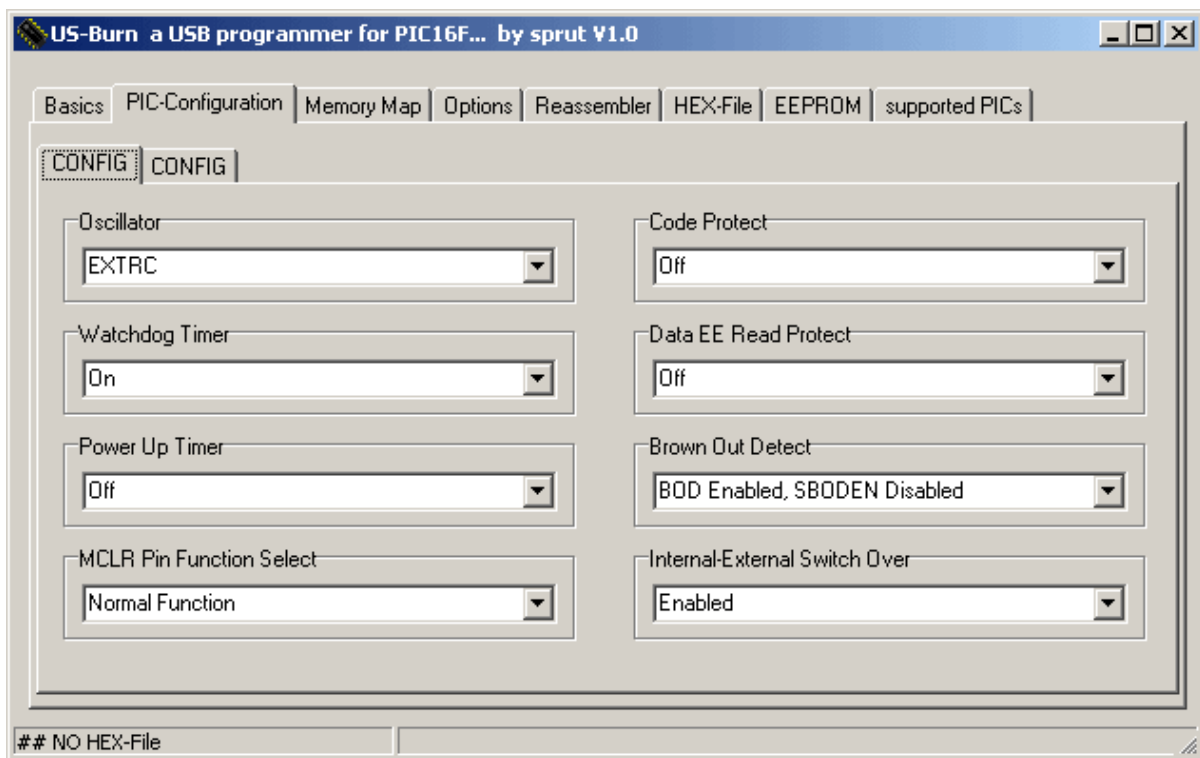 US-Burn a USB programmer for PIC16F... by sprut V1.0
Basics PIC-Configuration Memory Map Options Reassembler HEX-File EEPROM supported PICs
CONFIG CONFIG
Oscillator
EXTRC
Watchdog Timer
On
Power Up Timer
Off
MCLR Pin Function Select
Normal Function
Code Protect
Off
Data EE Read Protect
Off
Brown Out Detect
BOD Enabled, SBODEN Disabled
Internal-External Switch Over
Enabled
## NO HEX-File